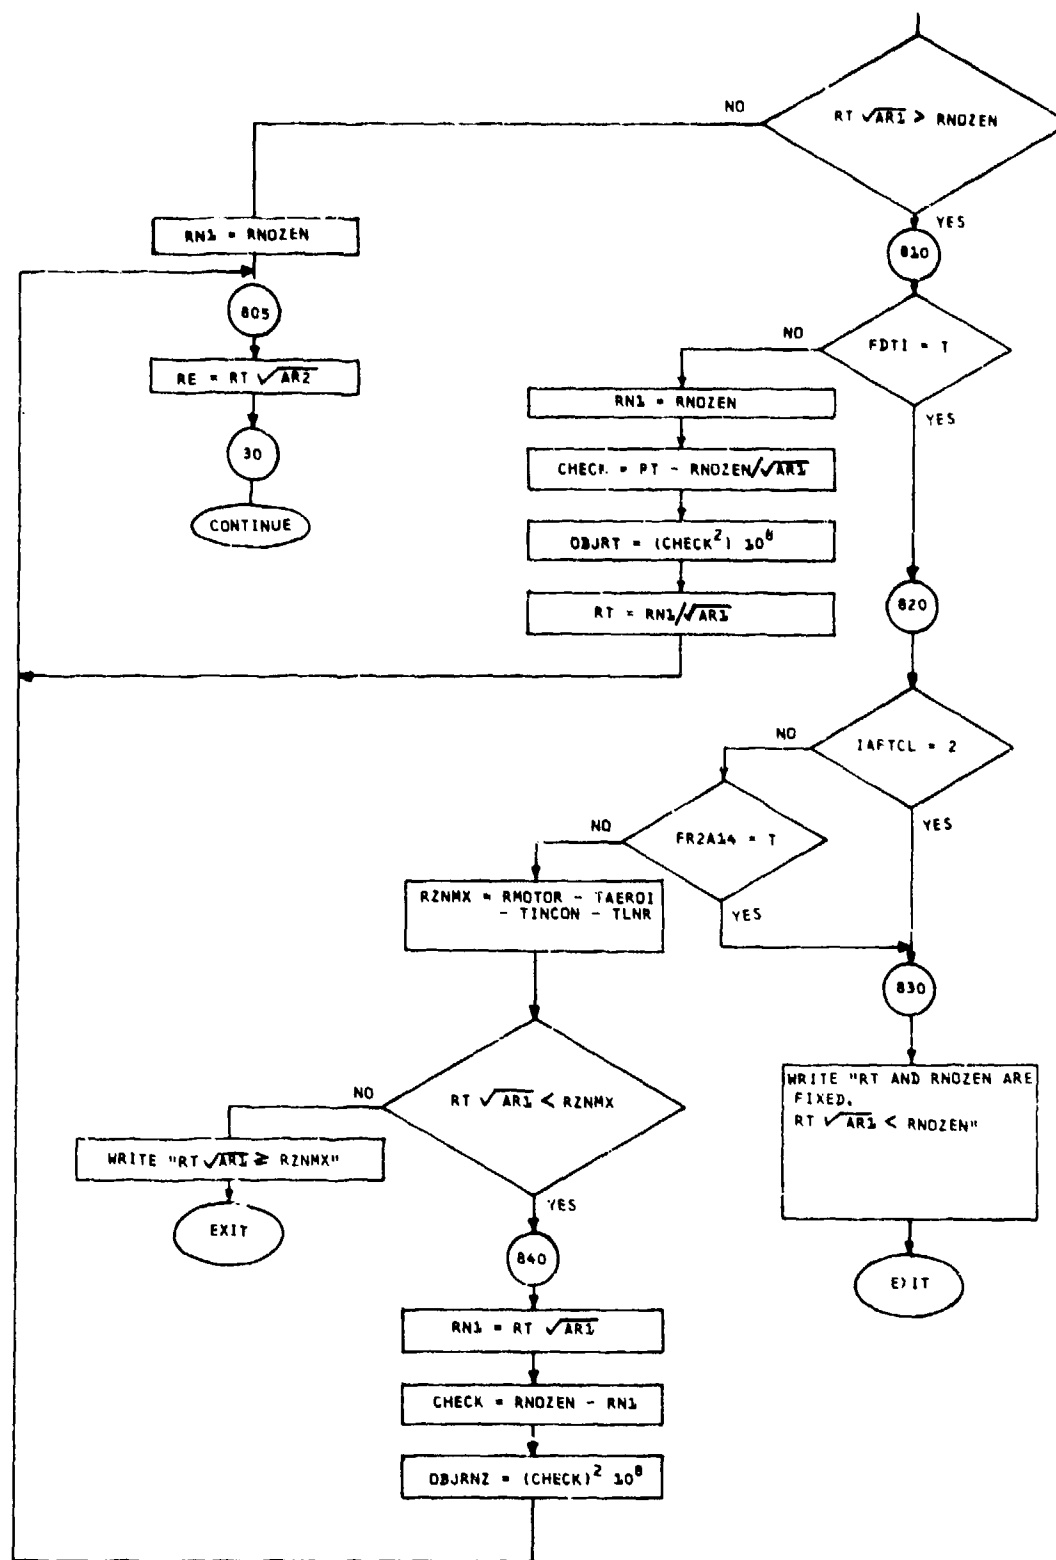 RT √AR1 > RNOZEN
NO
YES
RN1 = RNOZEN
810
805
FDTI = T
NO
YES
RE = RT √AR2
RN1 = RNOZEN
30
CHECK = PT - RNOZEN/√AR1
CONTINUE
OBJRT = (CHECK²) 10⁸
820
RT = RN1/√AR1
IAFTCL = 2
NO
YES
FR2A14 = T
NO
YES
RZNMX = RMOTOR - TAEROI
- TINCON - TLNR
830
WRITE "RT AND RNOZEN ARE
FIXED.
RT √AR1 < RNOZEN"
RT √AR1 < RZNMX
NO
YES
WRITE "RT √AR1 ≥ RZNMX"
EXIT
840
EXIT
RN1 = RT √AR1
CHECK = RNOZEN - RN1
OBJRNZ = (CHECK)² 10⁸